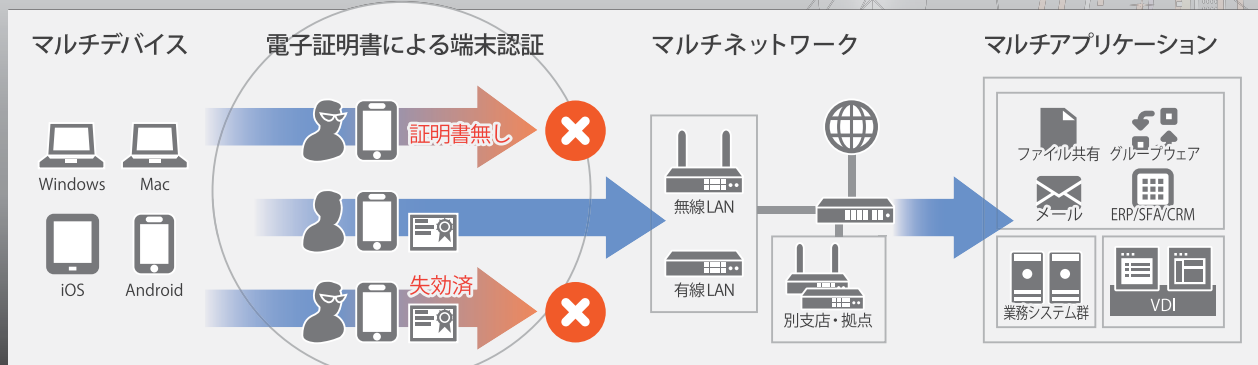 マルチデバイス
電子証明書による端末認証
マルチネットワーク
マルチアプリケーション
Windows
Mac
iOS
Android
証明書無し
失効済
無線LAN
有線LAN
別支店・拠点
ファイル共有
グループウェア
メール
ERP/SFA/CRM
業務システム群
VDI